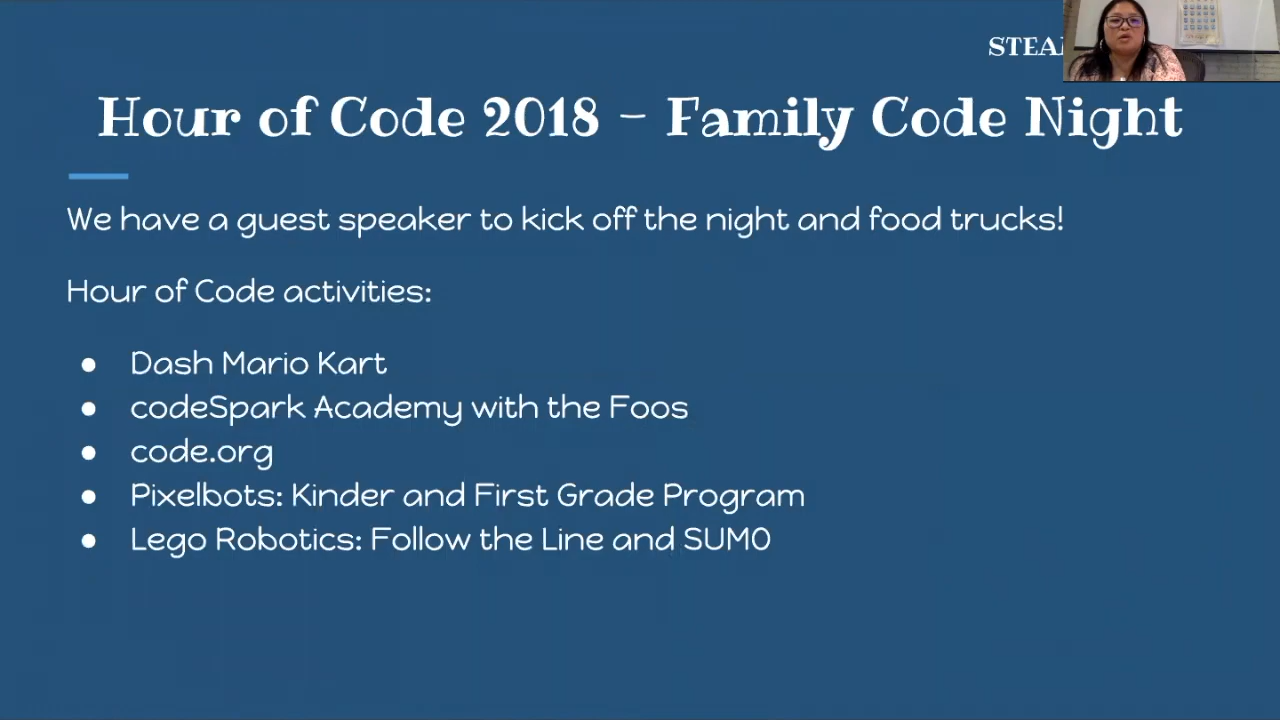 Hour of Code 2018 – Family Code Night
We have a guest speaker to kick off the night and food trucks!
Hour of Code activities:
● Dash Mario Kart
● codeSpark Academy with the Foos
● code.org
● Pixelbots: Kinder and First Grade Program
● Lego Robotics: Follow the Line and SUMO